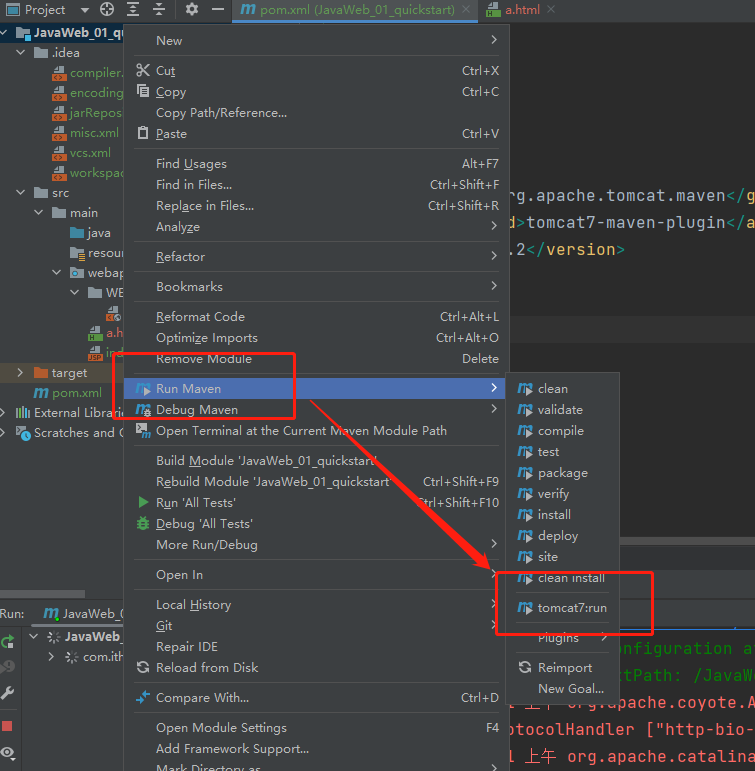 Project
pom.xml (JavaWeb_01_quickstart)
a.html
JavaWeb_01_qu
.idea
compiler.
encoding
jarRepos
misc.xml
vcs.xml
workspac
src
main
java
resour
webap
WE
a.h
ind
target
pom.xml
External Librari
Scratches and C
New
Cut Ctrl+X
Copy Ctrl+C
Copy Path/Reference...
Paste Ctrl+V
Find Usages Alt+F7
Find in Files... Ctrl+Shift+F
Replace in Files... Ctrl+Shift+R
Analyze
Refactor
Bookmarks
Reformat Code Ctrl+Alt+L
Optimize Imports Ctrl+Alt+O
Remove Module Delete
Run Maven
Debug Maven
Open Terminal at the Current Maven Module Path
Build Module 'JavaWeb_01_quickstart'
Rebuild Module 'JavaWeb_01_quickstart' Ctrl+Shift+F9
Run 'All Tests' Ctrl+Shift+F10
Debug 'All Tests'
More Run/Debug
Open In
Local History
Git
Repair IDE
Reload from Disk
Compare With... Ctrl+D
Open Module Settings F4
Add Framework Support...
Mark Directory as
clean
validate
compile
test
package
verify
install
deploy
site
clean install
tomcat7:run
Plugins
Reimport
New Goal...
rg.apache.tomcat.maven</g
d>tomcat7-maven-plugin</a
.2</version>
Run: JavaWeb_0
JavaWeb_
com.ith
onfiguration a
xtPath: /JavaWe
上午 org.apache.coyote.A
otocolHandler ["http-bio-
上午 org.apache.catalina